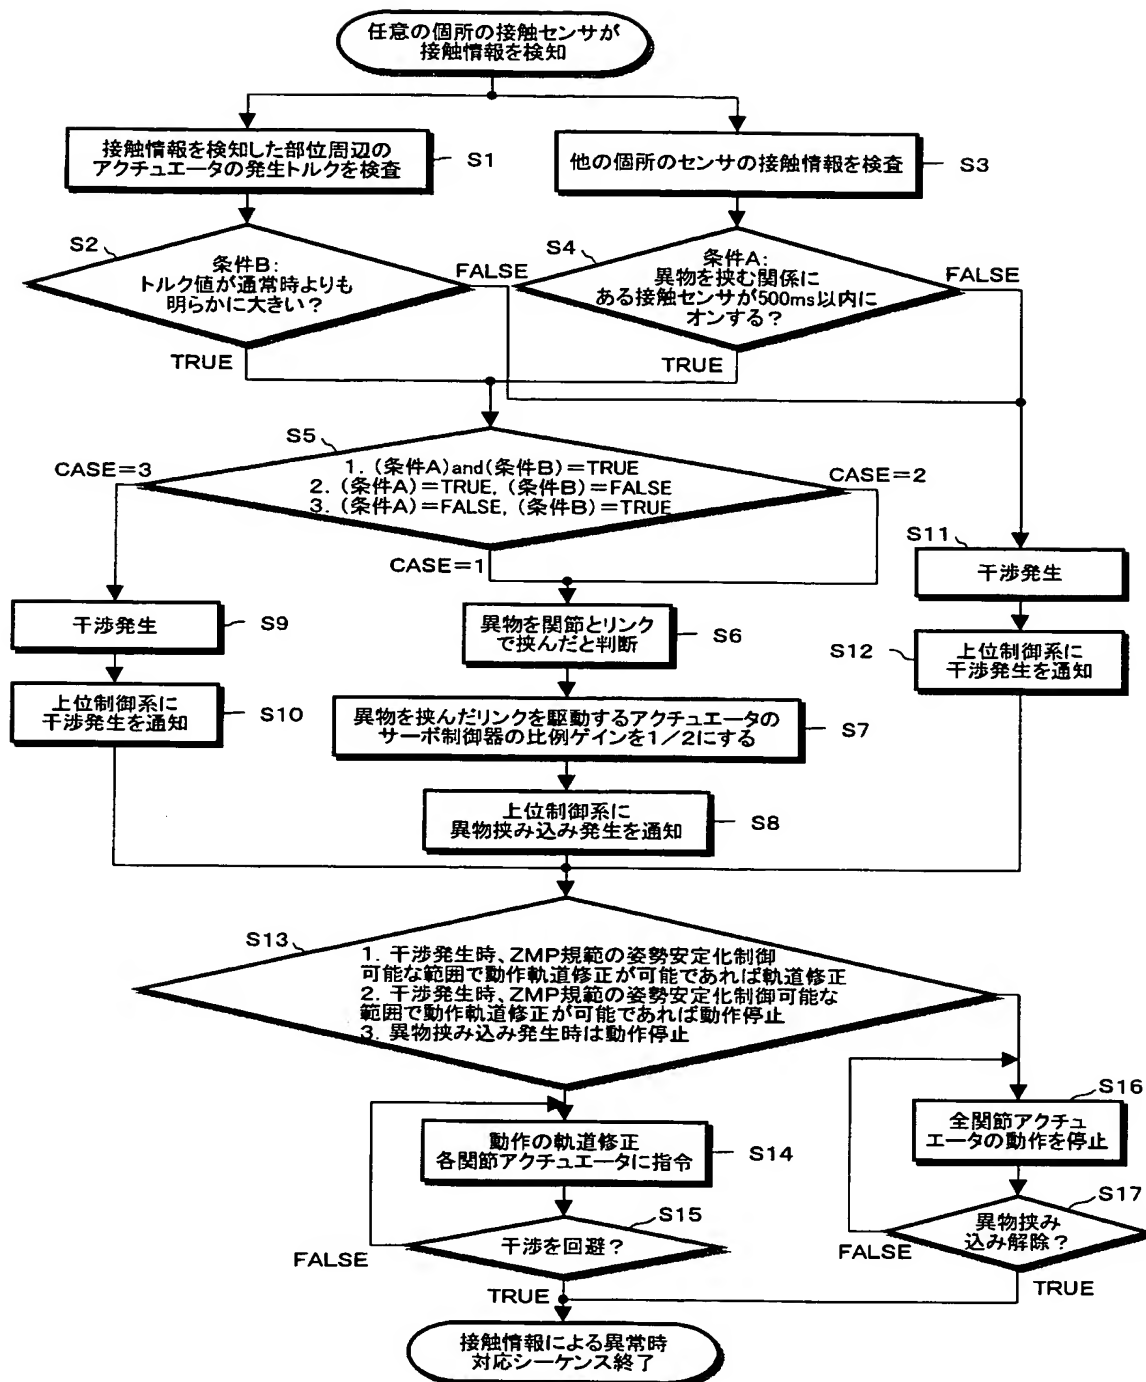 任意の個所の接触センサが
接触情報を検知
接触情報を検知した部位周辺の
アクチュエータの発生トルクを検査
S1
他の個所のセンサの接触情報を検査
S3
S2
条件B:
トルク値が通常時よりも
明らかに大きい?
FALSE
TRUE
S4
条件A:
異物を挟む関係に
ある接触センサが500ms以内に
オンする?
FALSE
TRUE
S5
1. (条件A)and(条件B)=TRUE
2. (条件A)=TRUE, (条件B)=FALSE
3. (条件A)=FALSE, (条件B)=TRUE
CASE=3
CASE=2
CASE=1
S11
干渉発生
干渉発生
S9
異物を関節とリンク
で挟んだと判断
S6
S12
上位制御系に
干渉発生を通知
上位制御系に
干渉発生を通知
S10
異物を挟んだリンクを駆動するアクチュエータの
サーボ制御器の比例ゲインを1/2にする
S7
上位制御系に
異物挟み込み発生を通知
S8
S13
1. 干渉発生時、ZMP規範の姿勢安定化制御
可能な範囲で動作軌道修正が可能であれば軌道修正
2. 干渉発生時、ZMP規範の姿勢安定化制御可能な
範囲で動作軌道修正が可能であれば動作停止
3. 異物挟み込み発生時は動作停止
動作の軌道修正
各関節アクチュエータに指令
S14
S16
全関節アクチュ
エータの動作を停止
S15
干渉を回避?
FALSE
TRUE
S17
異物挟み
込み解除?
FALSE
TRUE
接触情報による異常時
対応シーケンス終了